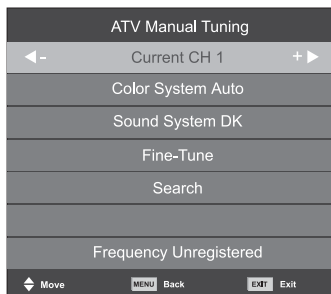 ATV Manual Tuning
- Current CH 1 +
Color System Auto
Sound System DK
Fine-Tune
Search
Frequency Unregistered
Move MENU Back EXIT Exit